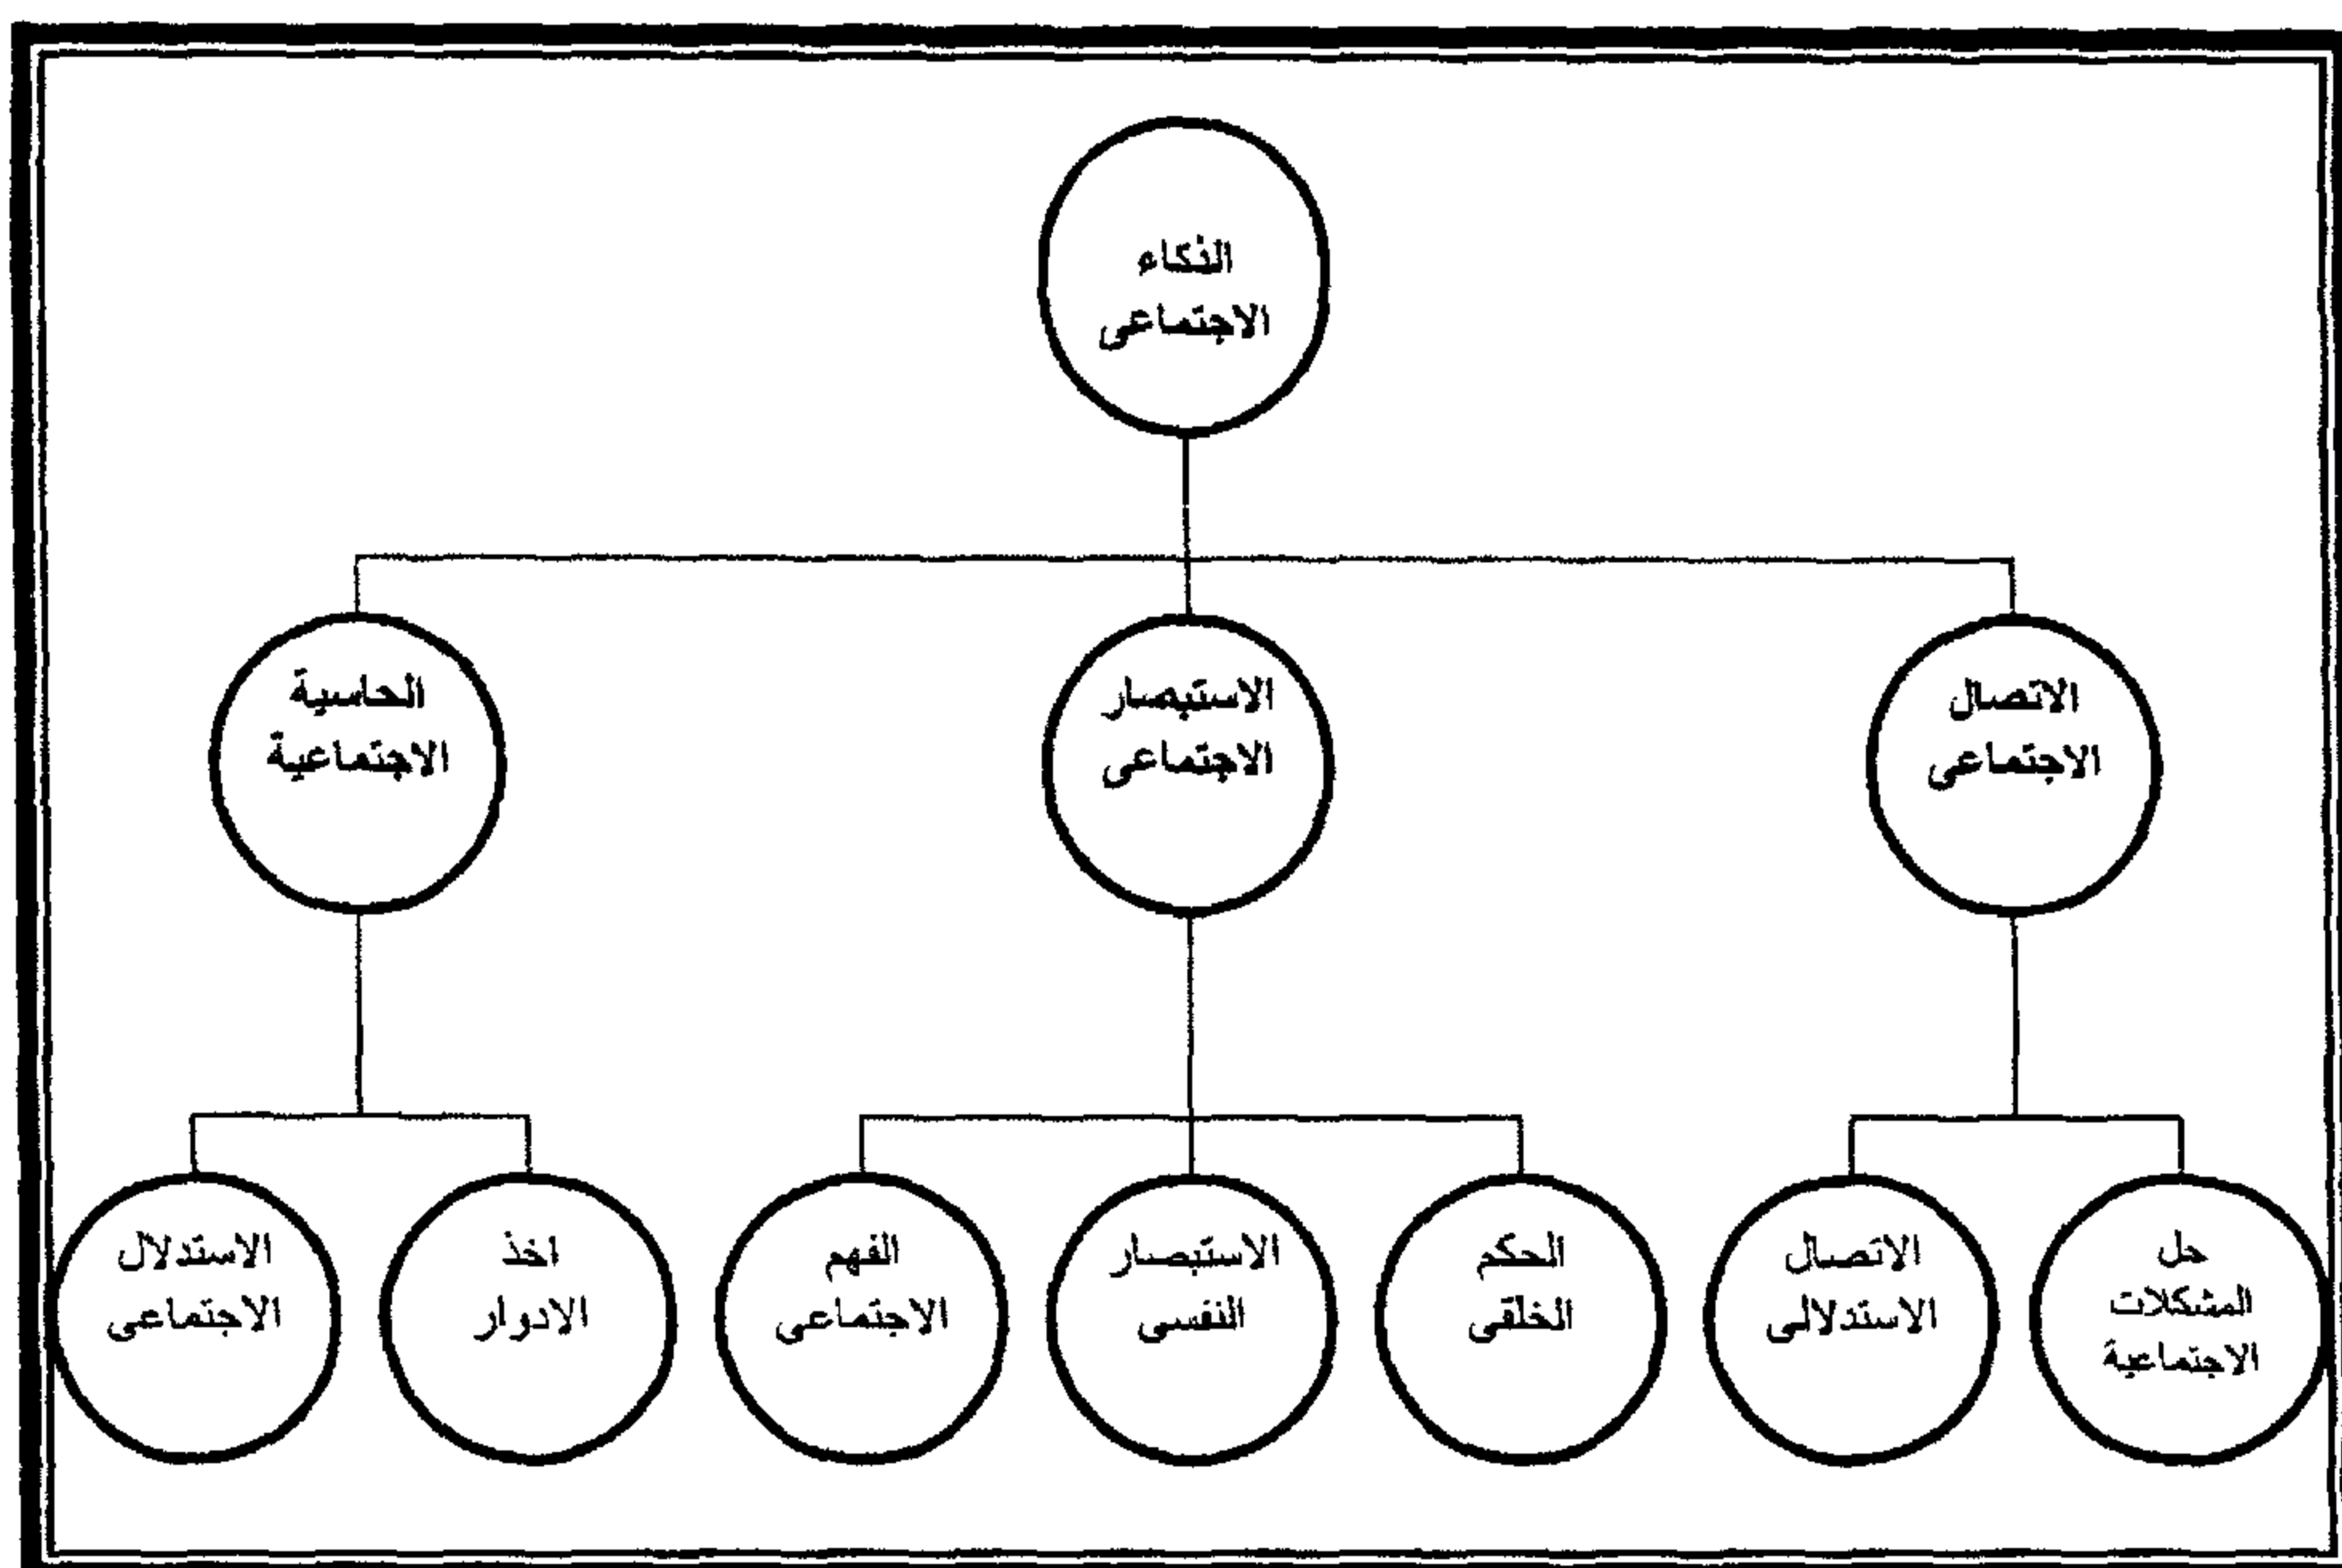 الذكاء
الاجتماعى
الاتصال
الاجتماعى
الاستبصار
الاجتماعى
الحاسية
الاجتماعية
حل
المشكلات
الاجتماعية
الاتصال
الاستدلالى
الحكم
الخلقى
الاستبصار
النفسى
الفهم
الاجتماعى
اخذ
الادوار
الاستدلال
الاجتماعى